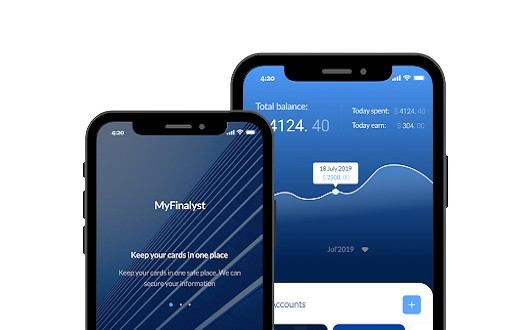 4:20
MyFinalyst
Keep your cards in one place
Keep your cards in one safe place. We can
secure your information
4:20
Total balance:
4124. 40
Today spent: $ 4124. 40
Today earn: $ 304. 00
18 July 2019
$ 2300. 00
Jul'2019
Accounts
+